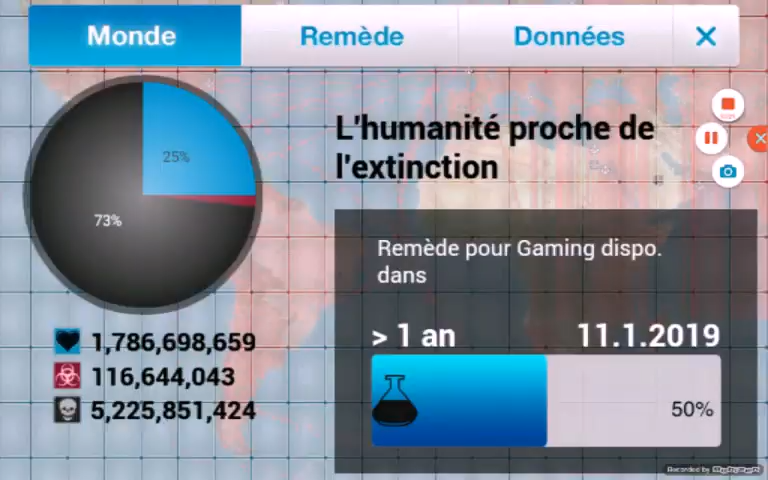 Monde
Remède
Données
25%
73%
L'humanité proche de
l'extinction
Remède pour Gaming dispo.
dans
> 1 an
11.1.2019
50%
1,786,698,659
116,644,043
5,225,851,424
Recorded by